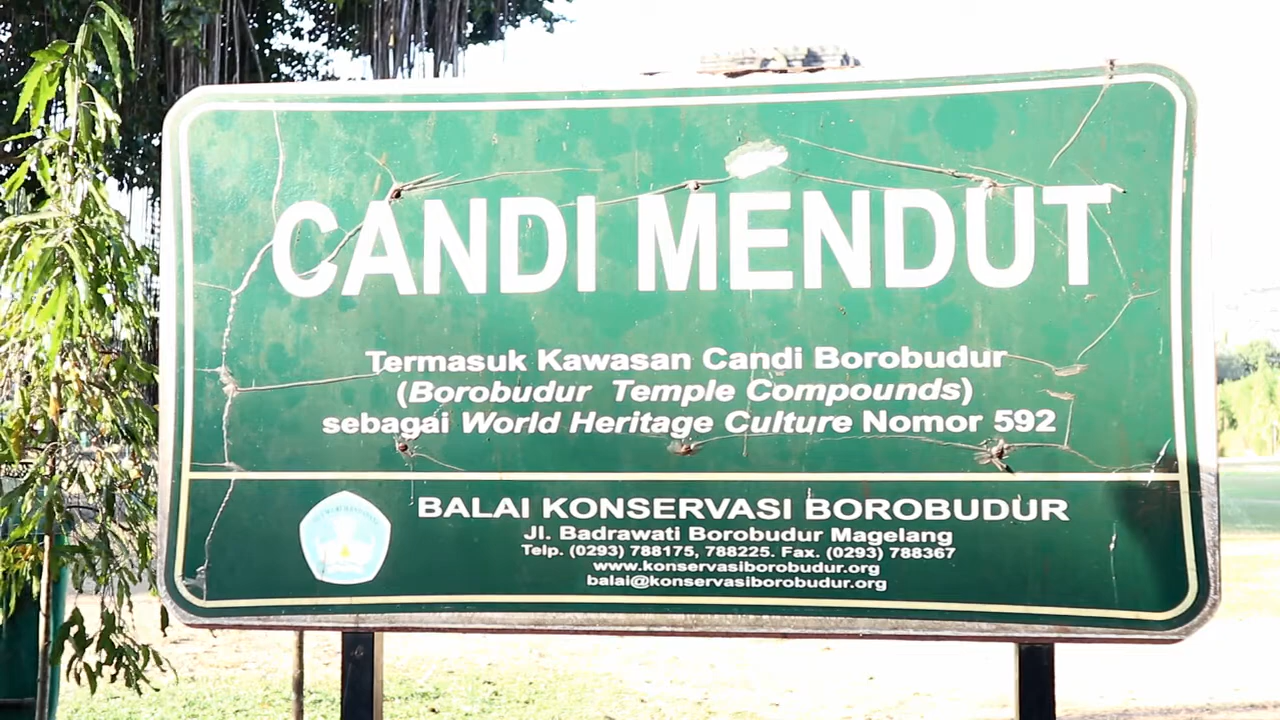 CANDI MENDUT
Termasuk Kawasan Candi Borobudur
(Borobudur Temple Compounds)
sebagai World Heritage Culture Nomor 592
BALAI KONSERVASI BOROBUDUR
Jl. Badrawati Borobudur Magelang
Telp. (0293) 788175, 788225. Fax. (0293) 788367
www.konservasiborobudur.org
balai@konservasiborobudur.org